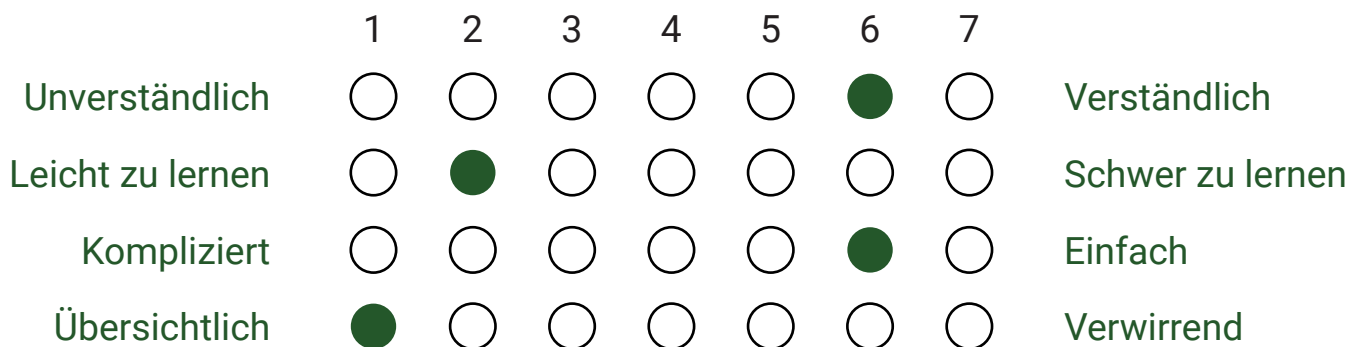 1 2 3 4 5 6 7
Unverständlich Verständlich
Leicht zu lernen Schwer zu lernen
Kompliziert Einfach
Übersichtlich Verwirrend